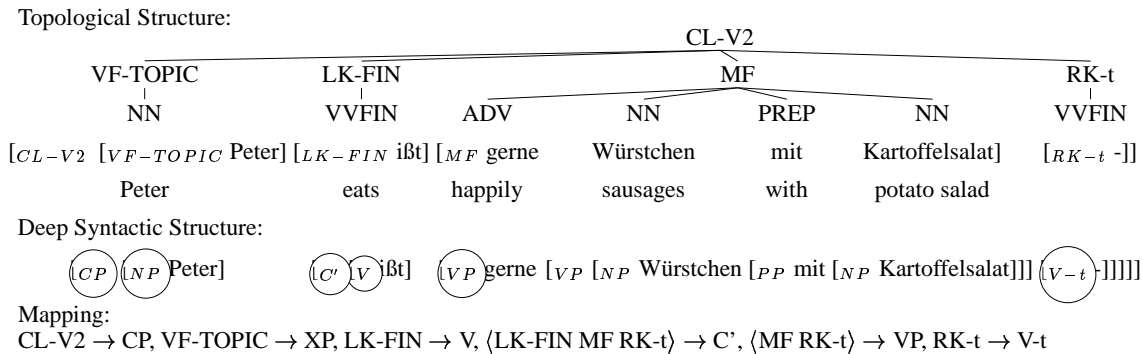 Topological Structure:
CL-V2
VF-TOPIC LK-FIN MF RK-t
NN VVFIN ADV NN PREP NN VVFIN
[CL−V2 [VF−TOPIC Peter] [LK−FIN ißt] [MF gerne Würstchen mit Kartoffelsalat] [RK−t -]]
Peter eats happily sausages with potato salad
Deep Syntactic Structure:
[CP [NP Peter] [C' [V ißt] [VP gerne [VP [NP Würstchen [PP mit [NP Kartoffelsalat]]] [V−t -]]]]]
Mapping:
CL-V2 → CP, VF-TOPIC → XP, LK-FIN → V, ⟨LK-FIN MF RK-t⟩ → C’, ⟨MF RK-t⟩ → VP, RK-t → V-t